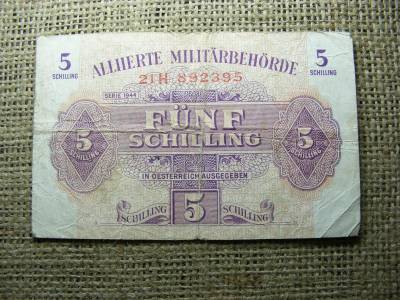 5 ALLIIERTE MILITÄRBEHÖRDE 5
SCHILLING 21H 892395 SCHILLING
SERIE 1944
FÜNF
5 SCHILLING 5
SCHILLING SCHILLING
IN OESTERREICH AUSGEGEBEN
SCHILLING 5 SCHILLING